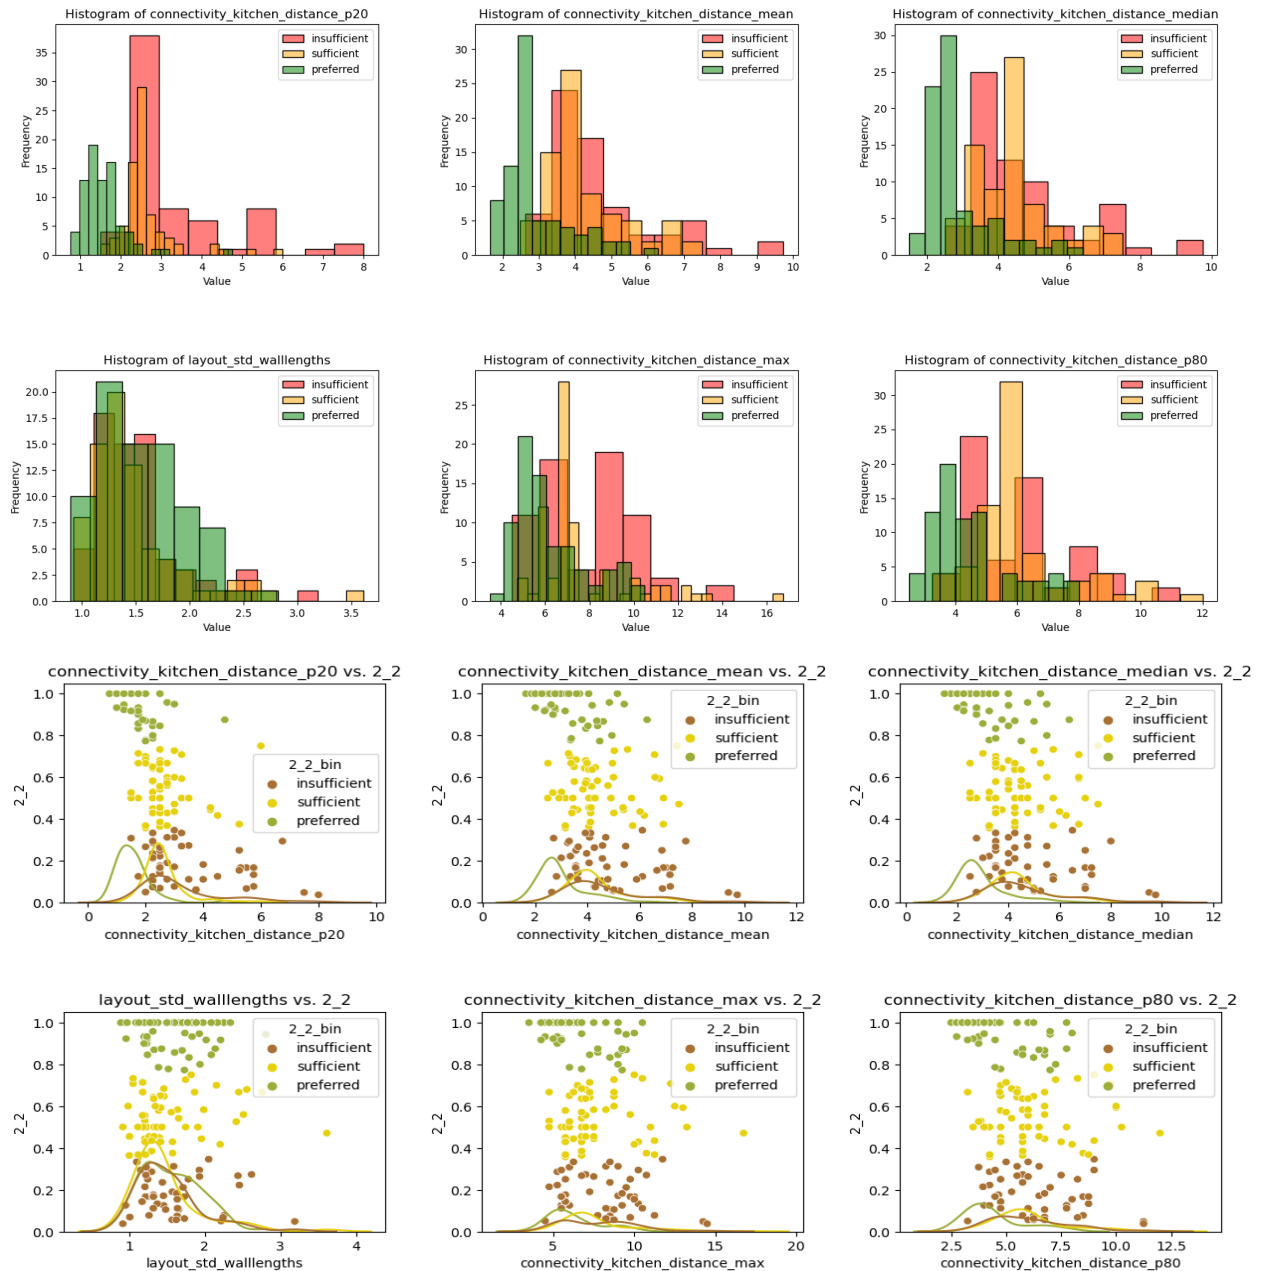 Histogram of connectivity_kitchen_distance_p20
insufficient
sufficient
preferred
35
30
25
20
15
10
5
0
Frequency
1 2 3 4 5 6 7 8
Value
Histogram of connectivity_kitchen_distance_mean
insufficient
sufficient
preferred
30
25
20
15
10
5
0
Frequency
2 3 4 5 6 7 8 9 10
Value
Histogram of connectivity_kitchen_distance_median
insufficient
sufficient
preferred
30
25
20
15
10
5
0
Frequency
2 4 6 8 10
Value
Histogram of layout_std_walllengths
insufficient
sufficient
preferred
20.0
17.5
15.0
12.5
10.0
7.5
5.0
2.5
0.0
Frequency
1.0 1.5 2.0 2.5 3.0 3.5
Value
Histogram of connectivity_kitchen_distance_max
insufficient
sufficient
preferred
25
20
15
10
5
0
Frequency
4 6 8 10 12 14 16
Value
Histogram of connectivity_kitchen_distance_p80
insufficient
sufficient
preferred
30
25
20
15
10
5
0
Frequency
4 6 8 10 12
Value
connectivity_kitchen_distance_p20 vs. 2_2
2_2_bin
insufficient
sufficient
preferred
1.0
0.8
0.6
0.4
0.2
0.0
2_2
0 2 4 6 8 10
connectivity_kitchen_distance_p20
connectivity_kitchen_distance_mean vs. 2_2
2_2_bin
insufficient
sufficient
preferred
1.0
0.8
0.6
0.4
0.2
0.0
2_2
0 2 4 6 8 10 12
connectivity_kitchen_distance_mean
connectivity_kitchen_distance_median vs. 2_2
2_2_bin
insufficient
sufficient
preferred
1.0
0.8
0.6
0.4
0.2
0.0
2_2
0 2 4 6 8 10 12
connectivity_kitchen_distance_median
layout_std_walllengths vs. 2_2
2_2_bin
insufficient
sufficient
preferred
1.0
0.8
0.6
0.4
0.2
0.0
2_2
1 2 3 4
layout_std_walllengths
connectivity_kitchen_distance_max vs. 2_2
2_2_bin
insufficient
sufficient
preferred
1.0
0.8
0.6
0.4
0.2
0.0
2_2
5 10 15 20
connectivity_kitchen_distance_max
connectivity_kitchen_distance_p80 vs. 2_2
2_2_bin
insufficient
sufficient
preferred
1.0
0.8
0.6
0.4
0.2
0.0
2_2
2.5 5.0 7.5 10.0 12.5
connectivity_kitchen_distance_p80